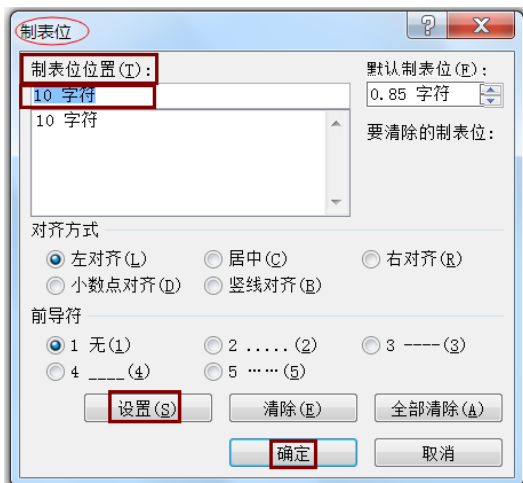 制表位
制表位位置(T):
默认制表位(F):
10 字符
0.85 字符
10 字符
要清除的制表位:
对齐方式
左对齐(L) 居中(C) 右对齐(R)
小数点对齐(D) 竖线对齐(B)
前导符
1 无(1) 2 .....(2) 3 ----(3)
4 ____(4) 5 ……(5)
设置(S) 清除(E) 全部清除(A)
确定 取消